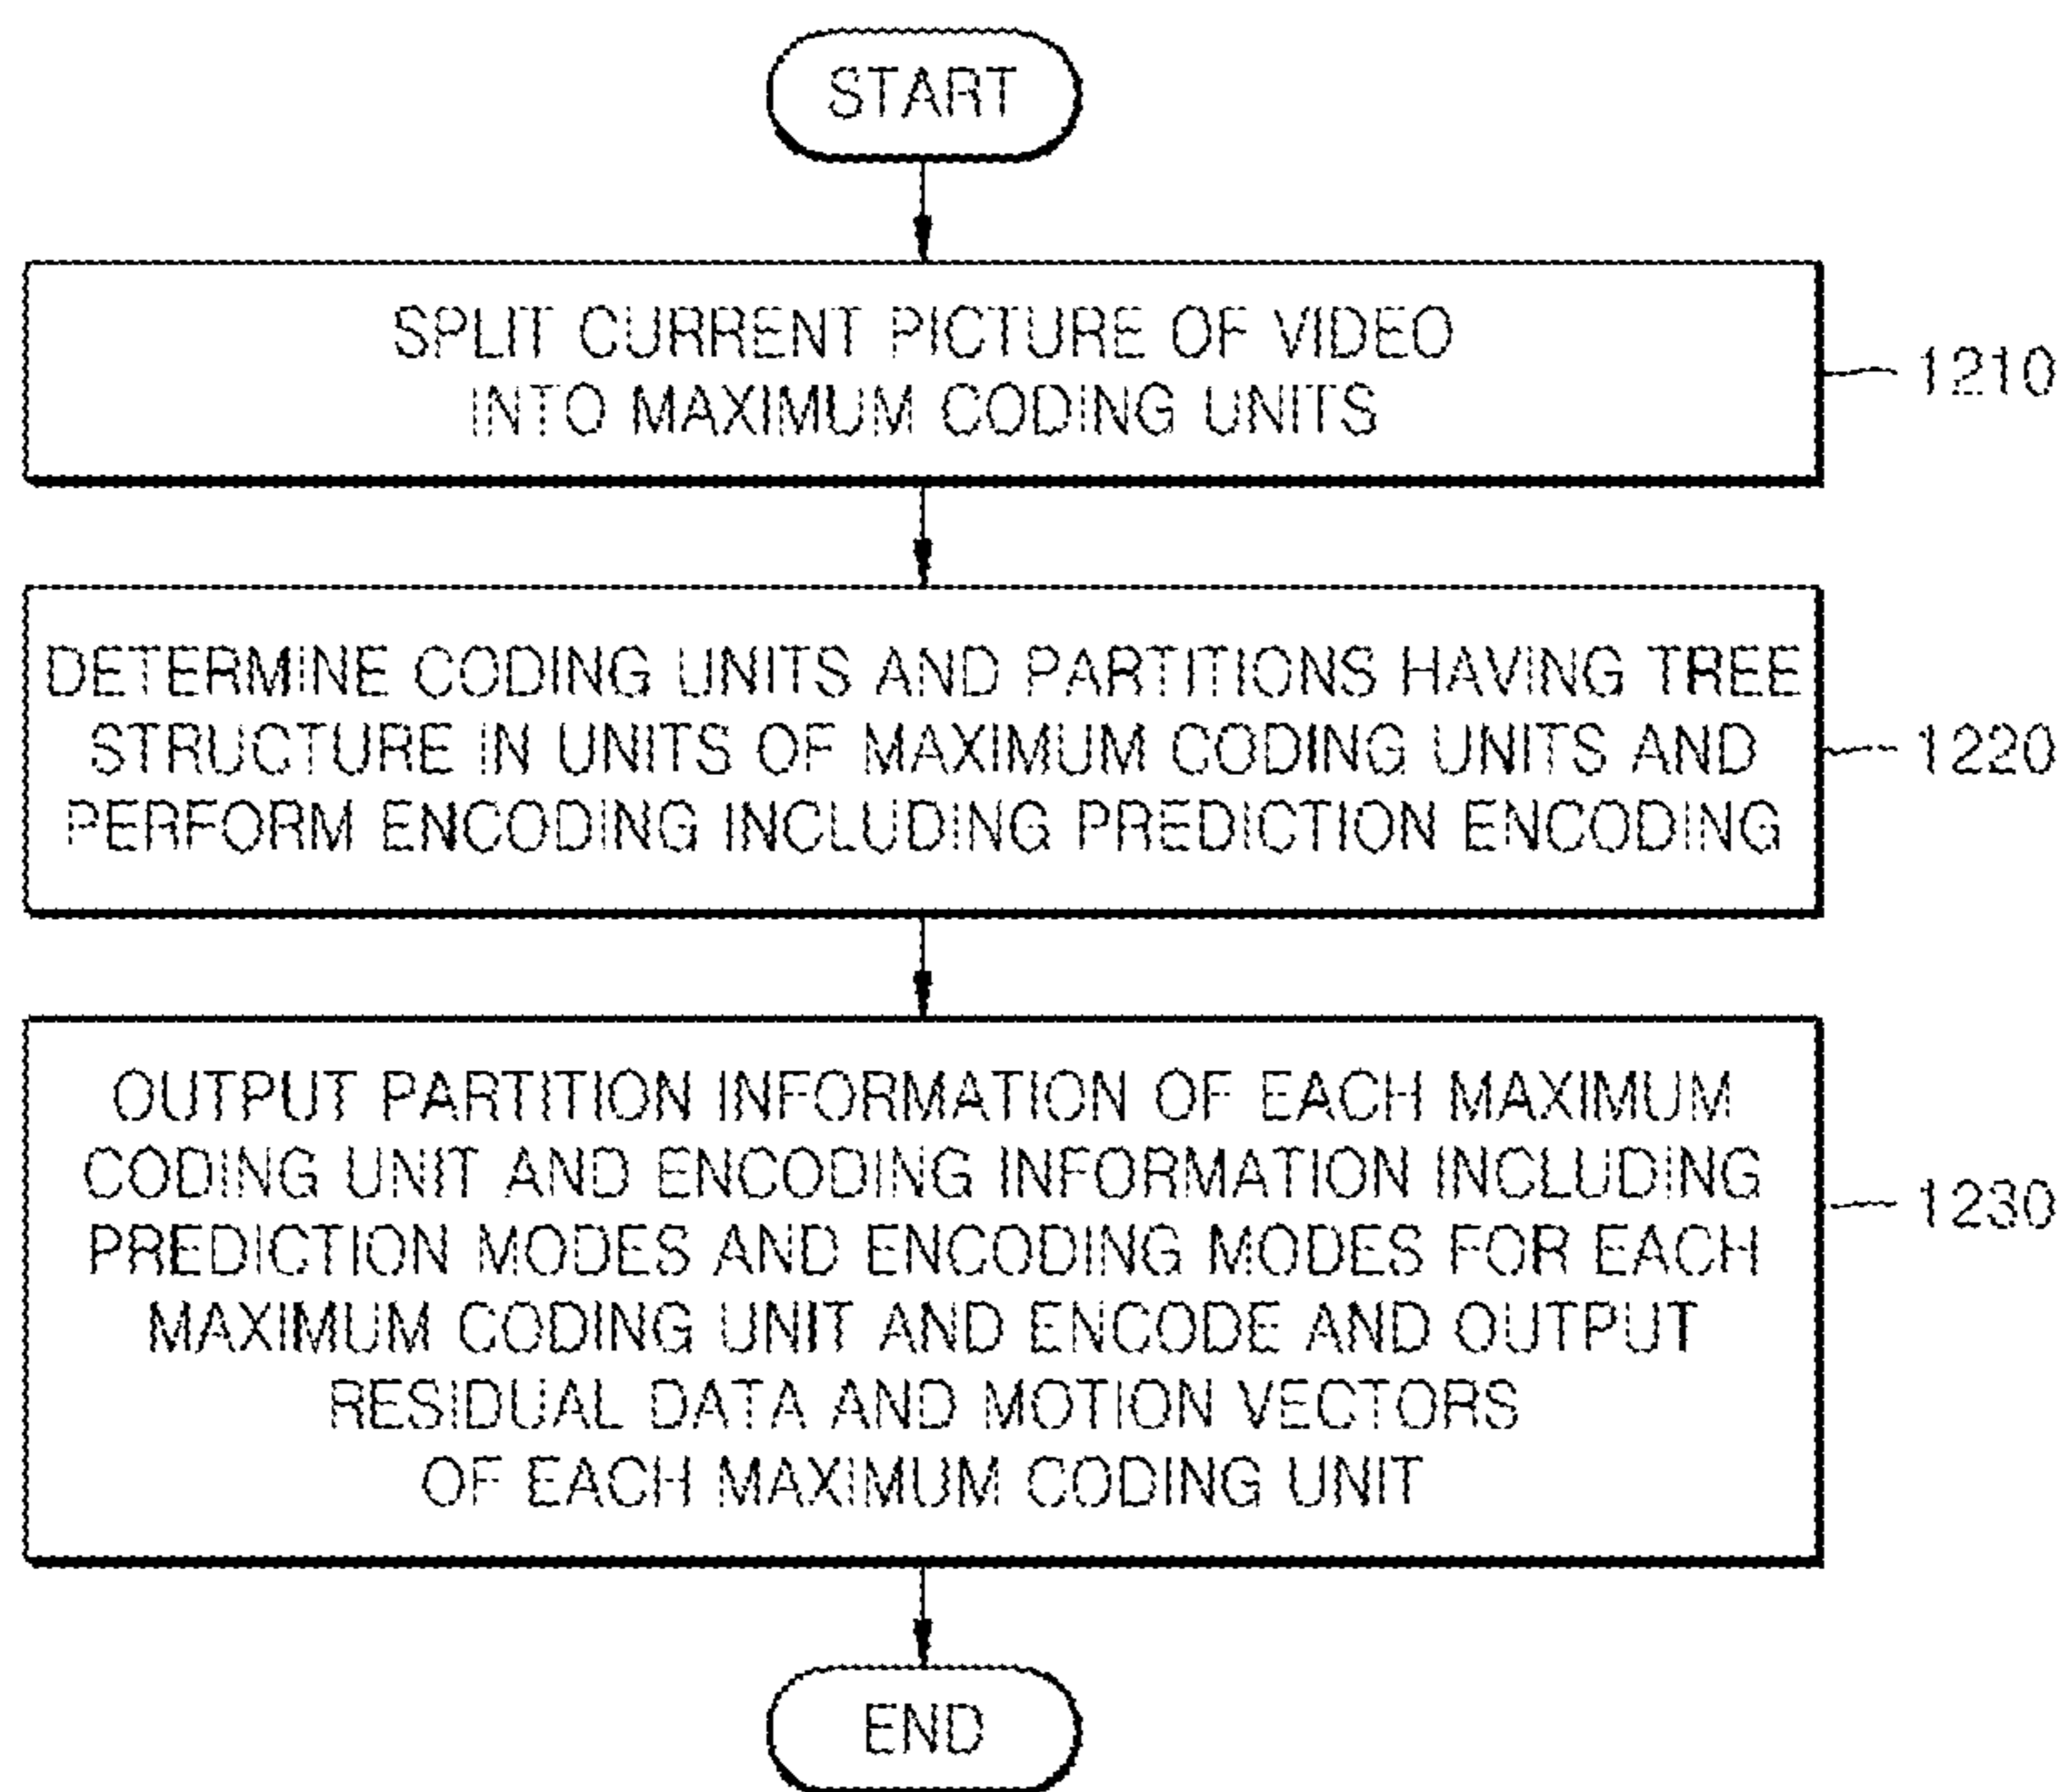 START
SPLIT CURRENT PICTURE OF VIDEO
INTO MAXIMUM CODING UNITS
1210
DETERMINE CODING UNITS AND PARTITIONS HAVING TREE
STRUCTURE IN UNITS OF MAXIMUM CODING UNITS AND
PERFORM ENCODING INCLUDING PREDICTION ENCODING
1220
OUTPUT PARTITION INFORMATION OF EACH MAXIMUM
CODING UNIT AND ENCODING INFORMATION INCLUDING
PREDICTION MODES AND ENCODING MODES FOR EACH
MAXIMUM CODING UNIT AND ENCODE AND OUTPUT
RESIDUAL DATA AND MOTION VECTORS
OF EACH MAXIMUM CODING UNIT
1230
END